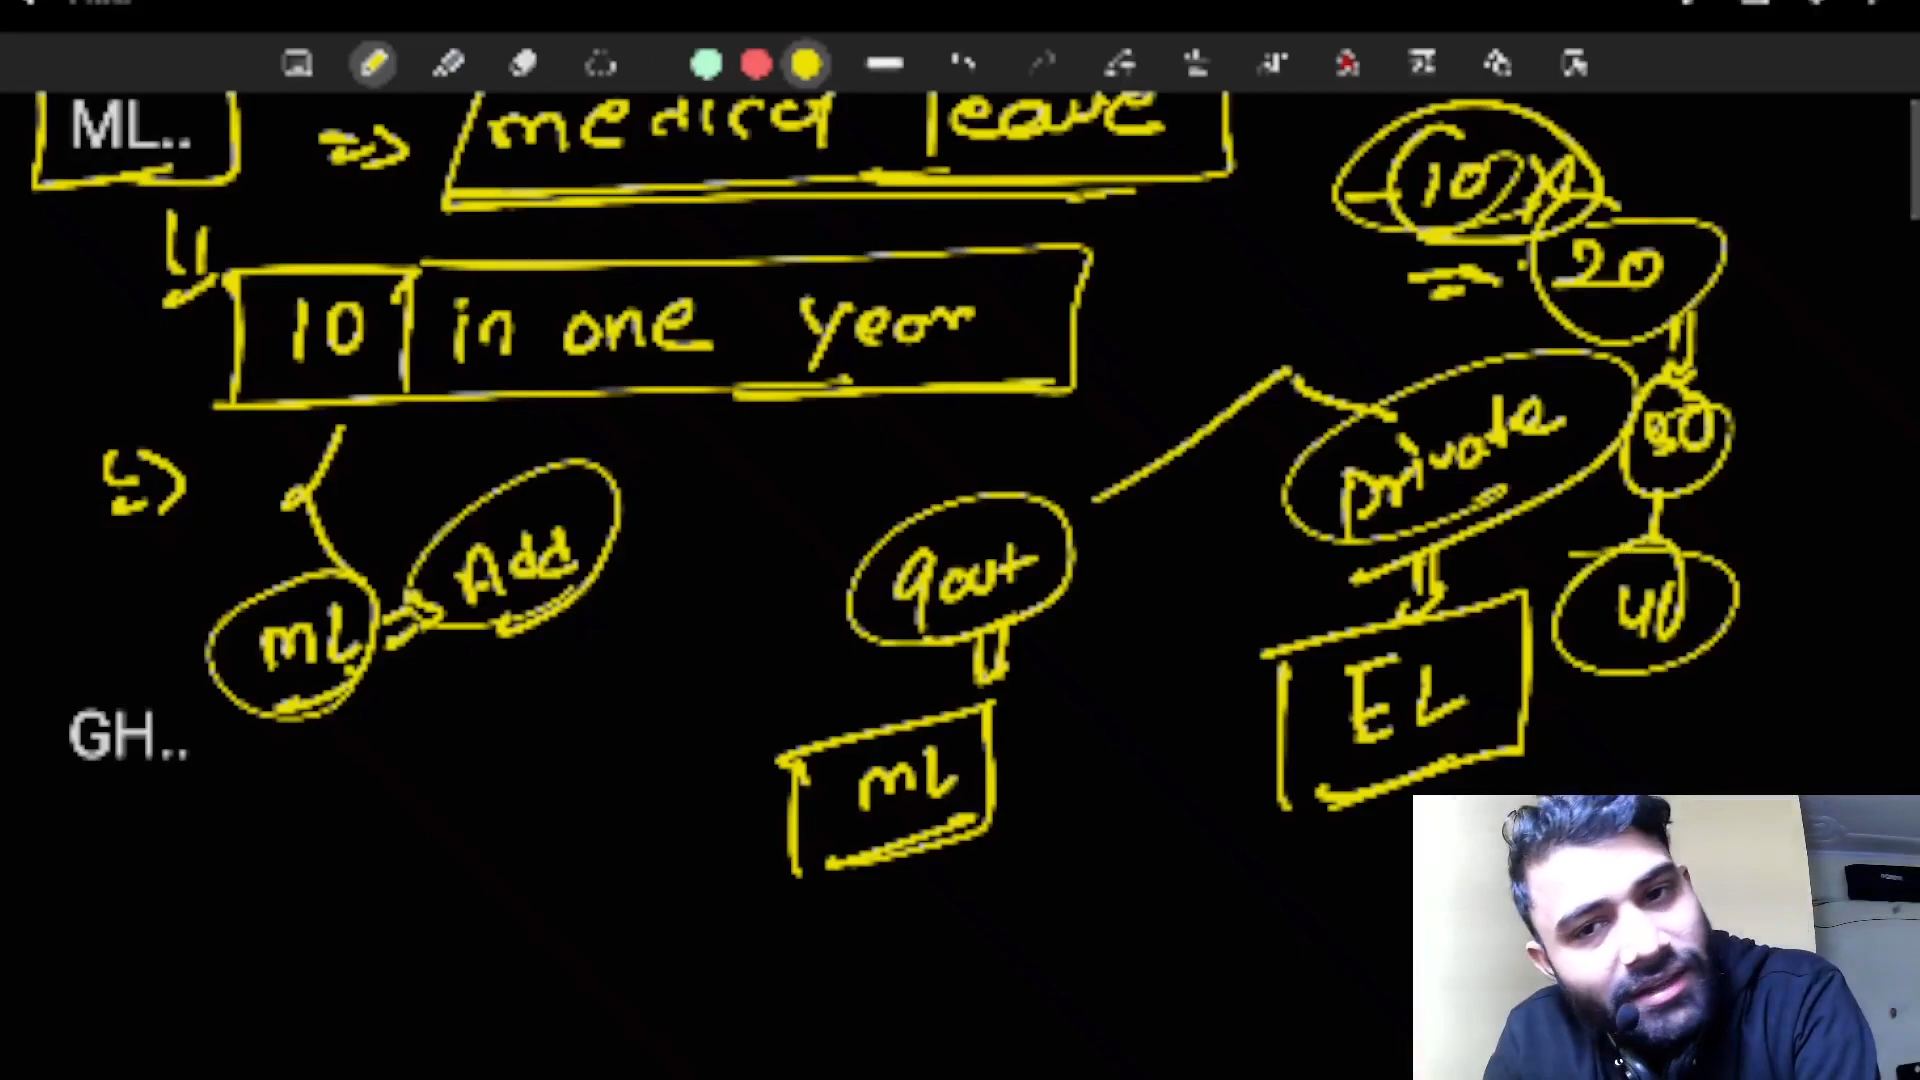 ML.. => medical leave
10
20
10 in one year
private
30
Add
govt
ML
40
EL
GH..
ML